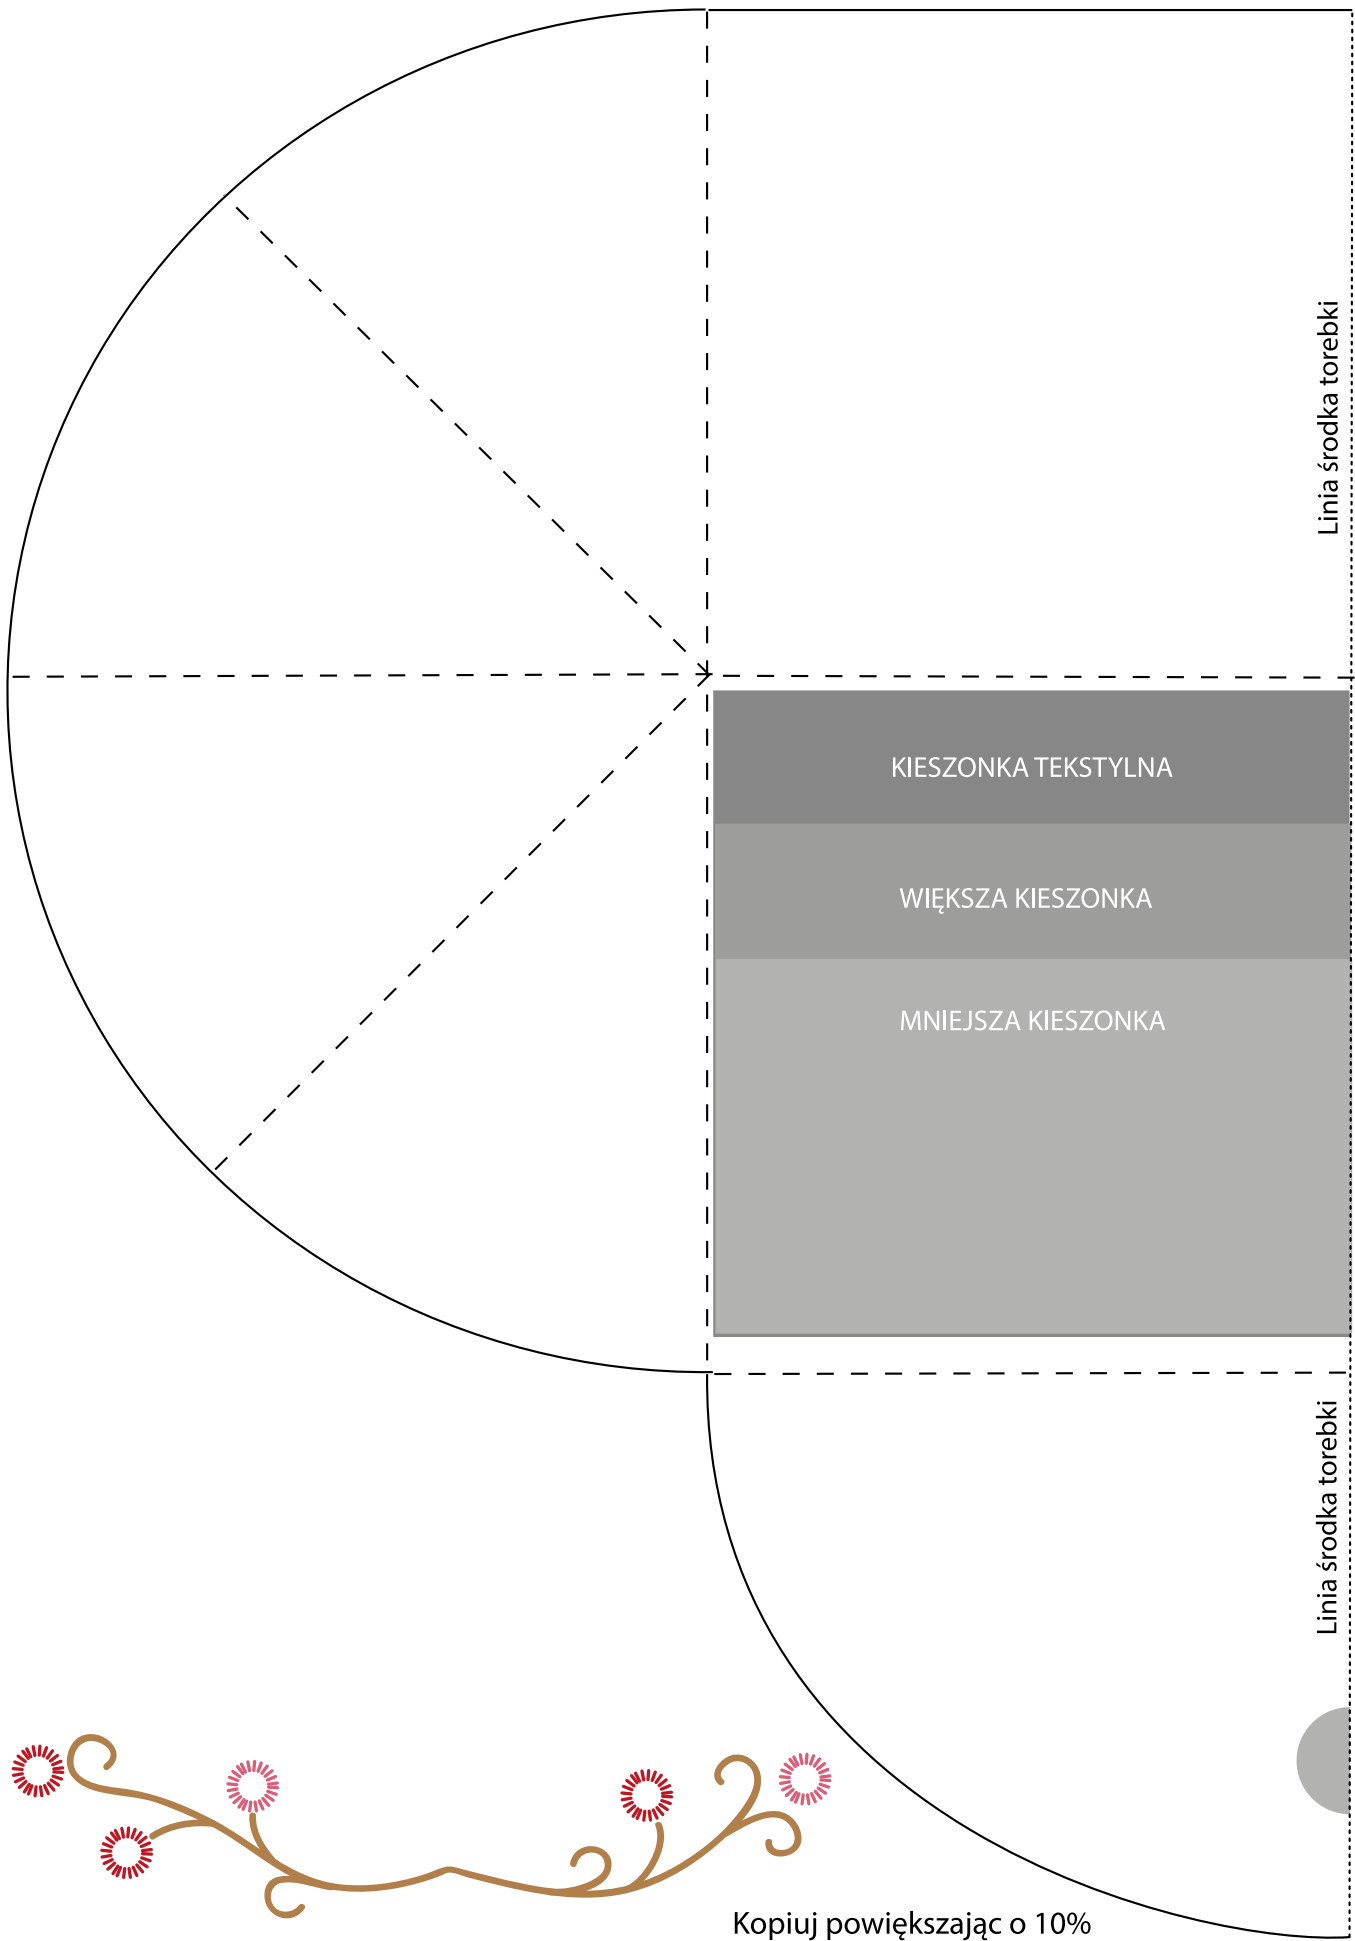 Linia środka torebki
KIESZONKA TEKSTYLNA
WIĘKSZA KIESZONKA
MNIEJSZA KIESZONKA
Linia środka torebki
Kopiuj powiększając o 10%